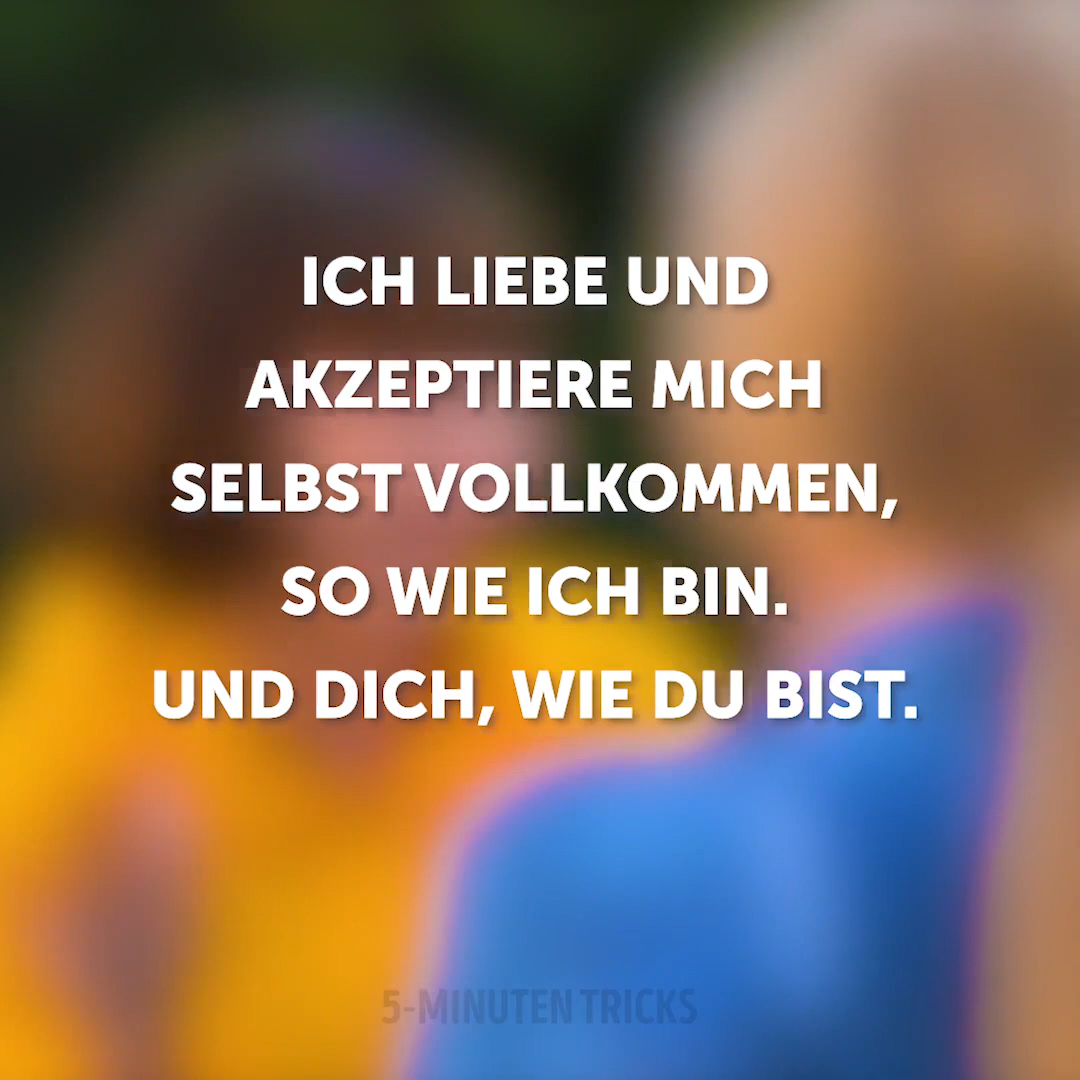 ICH LIEBE UND
AKZEPTIERE MICH
SELBST VOLLKOMMEN,
SO WIE ICH BIN.
UND DICH, WIE DU BIST.
5-MINUTEN TRICKS